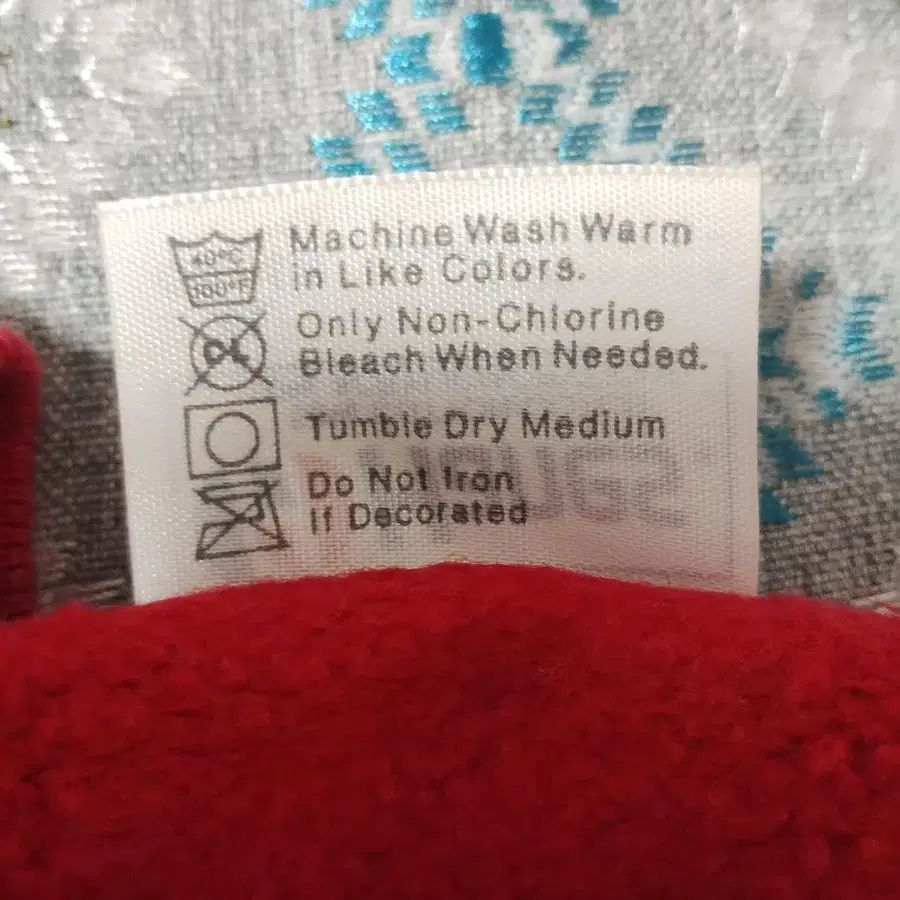 40°C
100°F
Machine Wash Warm
in Like Colors.
Only Non-Chlorine
Bleach When Needed.
Tumble Dry Medium
Do Not Iron
If Decorated